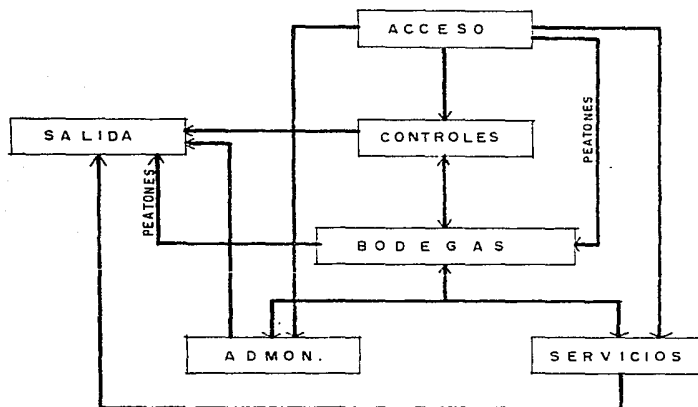 ACCESO
SALIDA
CONTROLES
PEATONES
PEATONES
BODEGAS
ADMON.
SERVICIOS